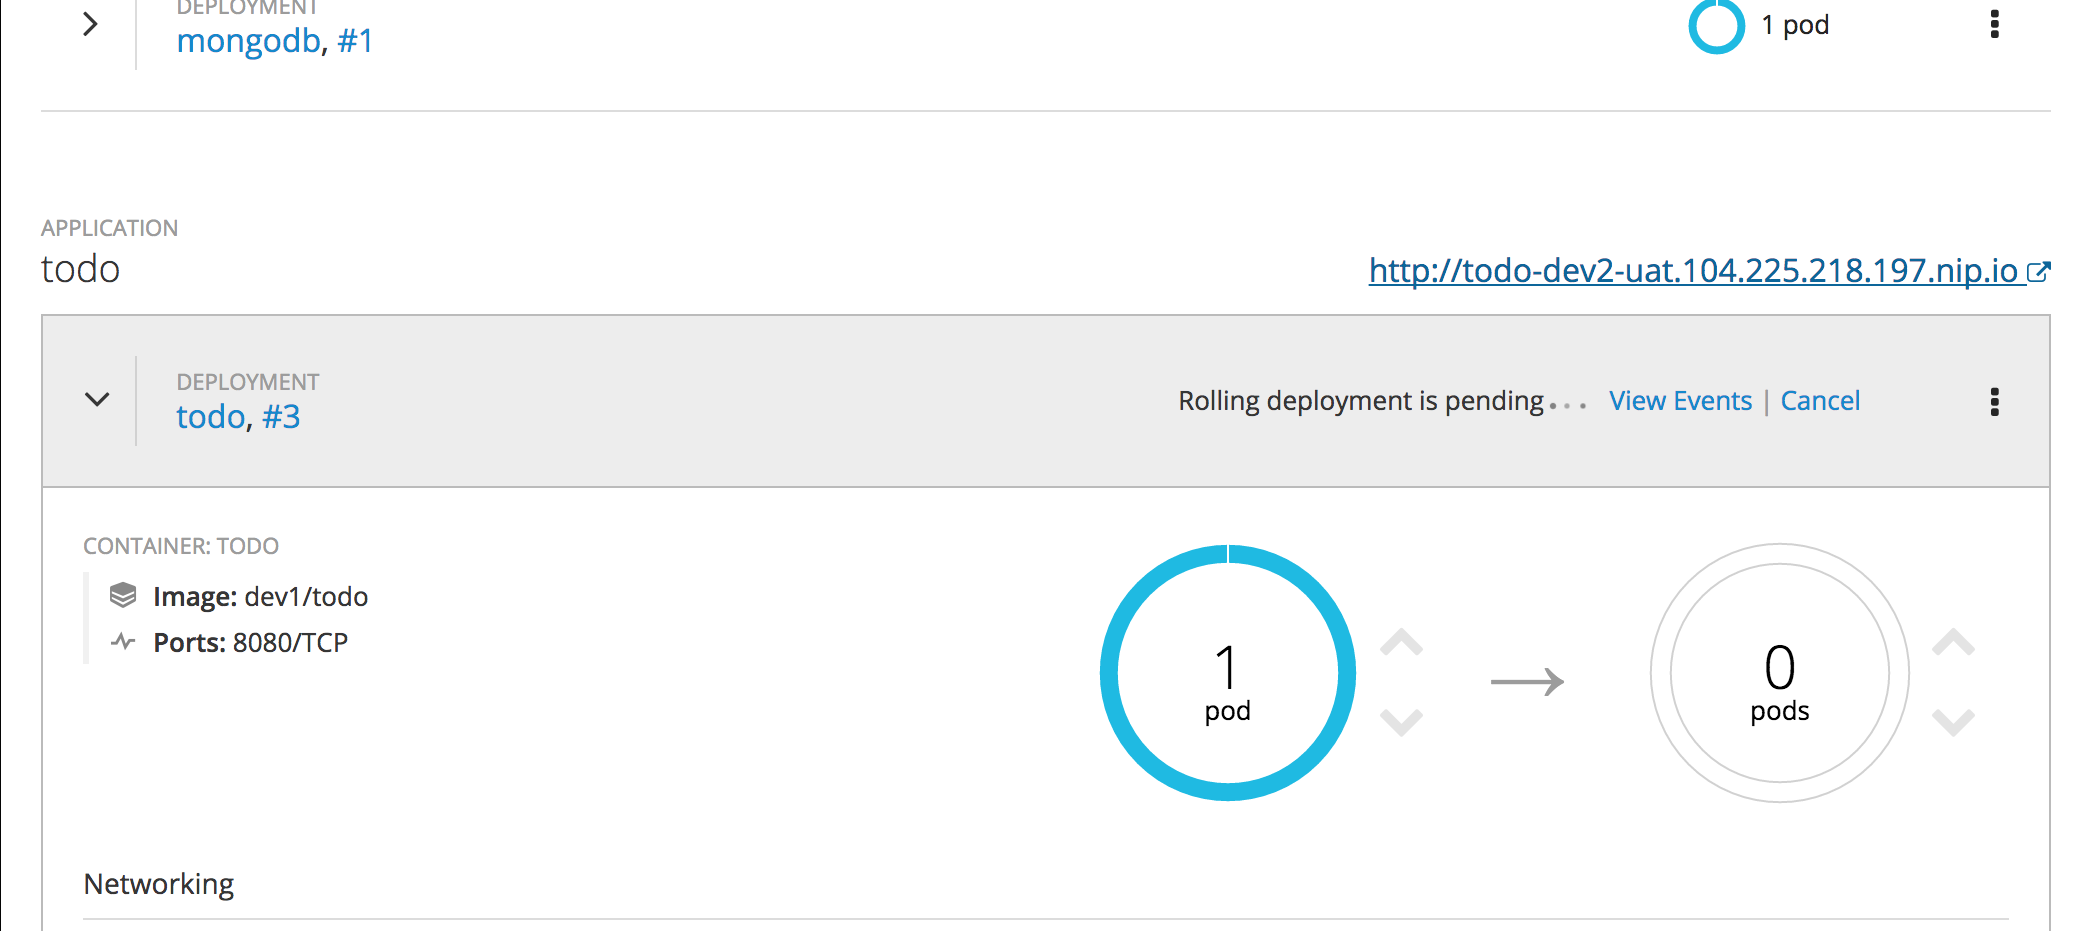 DEPLOYMENT
mongodb, #1
1 pod
APPLICATION
todo
http://todo-dev2-uat.104.225.218.197.nip.io
DEPLOYMENT
todo, #3
Rolling deployment is pending... View Events | Cancel
CONTAINER: TODO
Image: dev1/todo
Ports: 8080/TCP
1
pod
0
pods
Networking